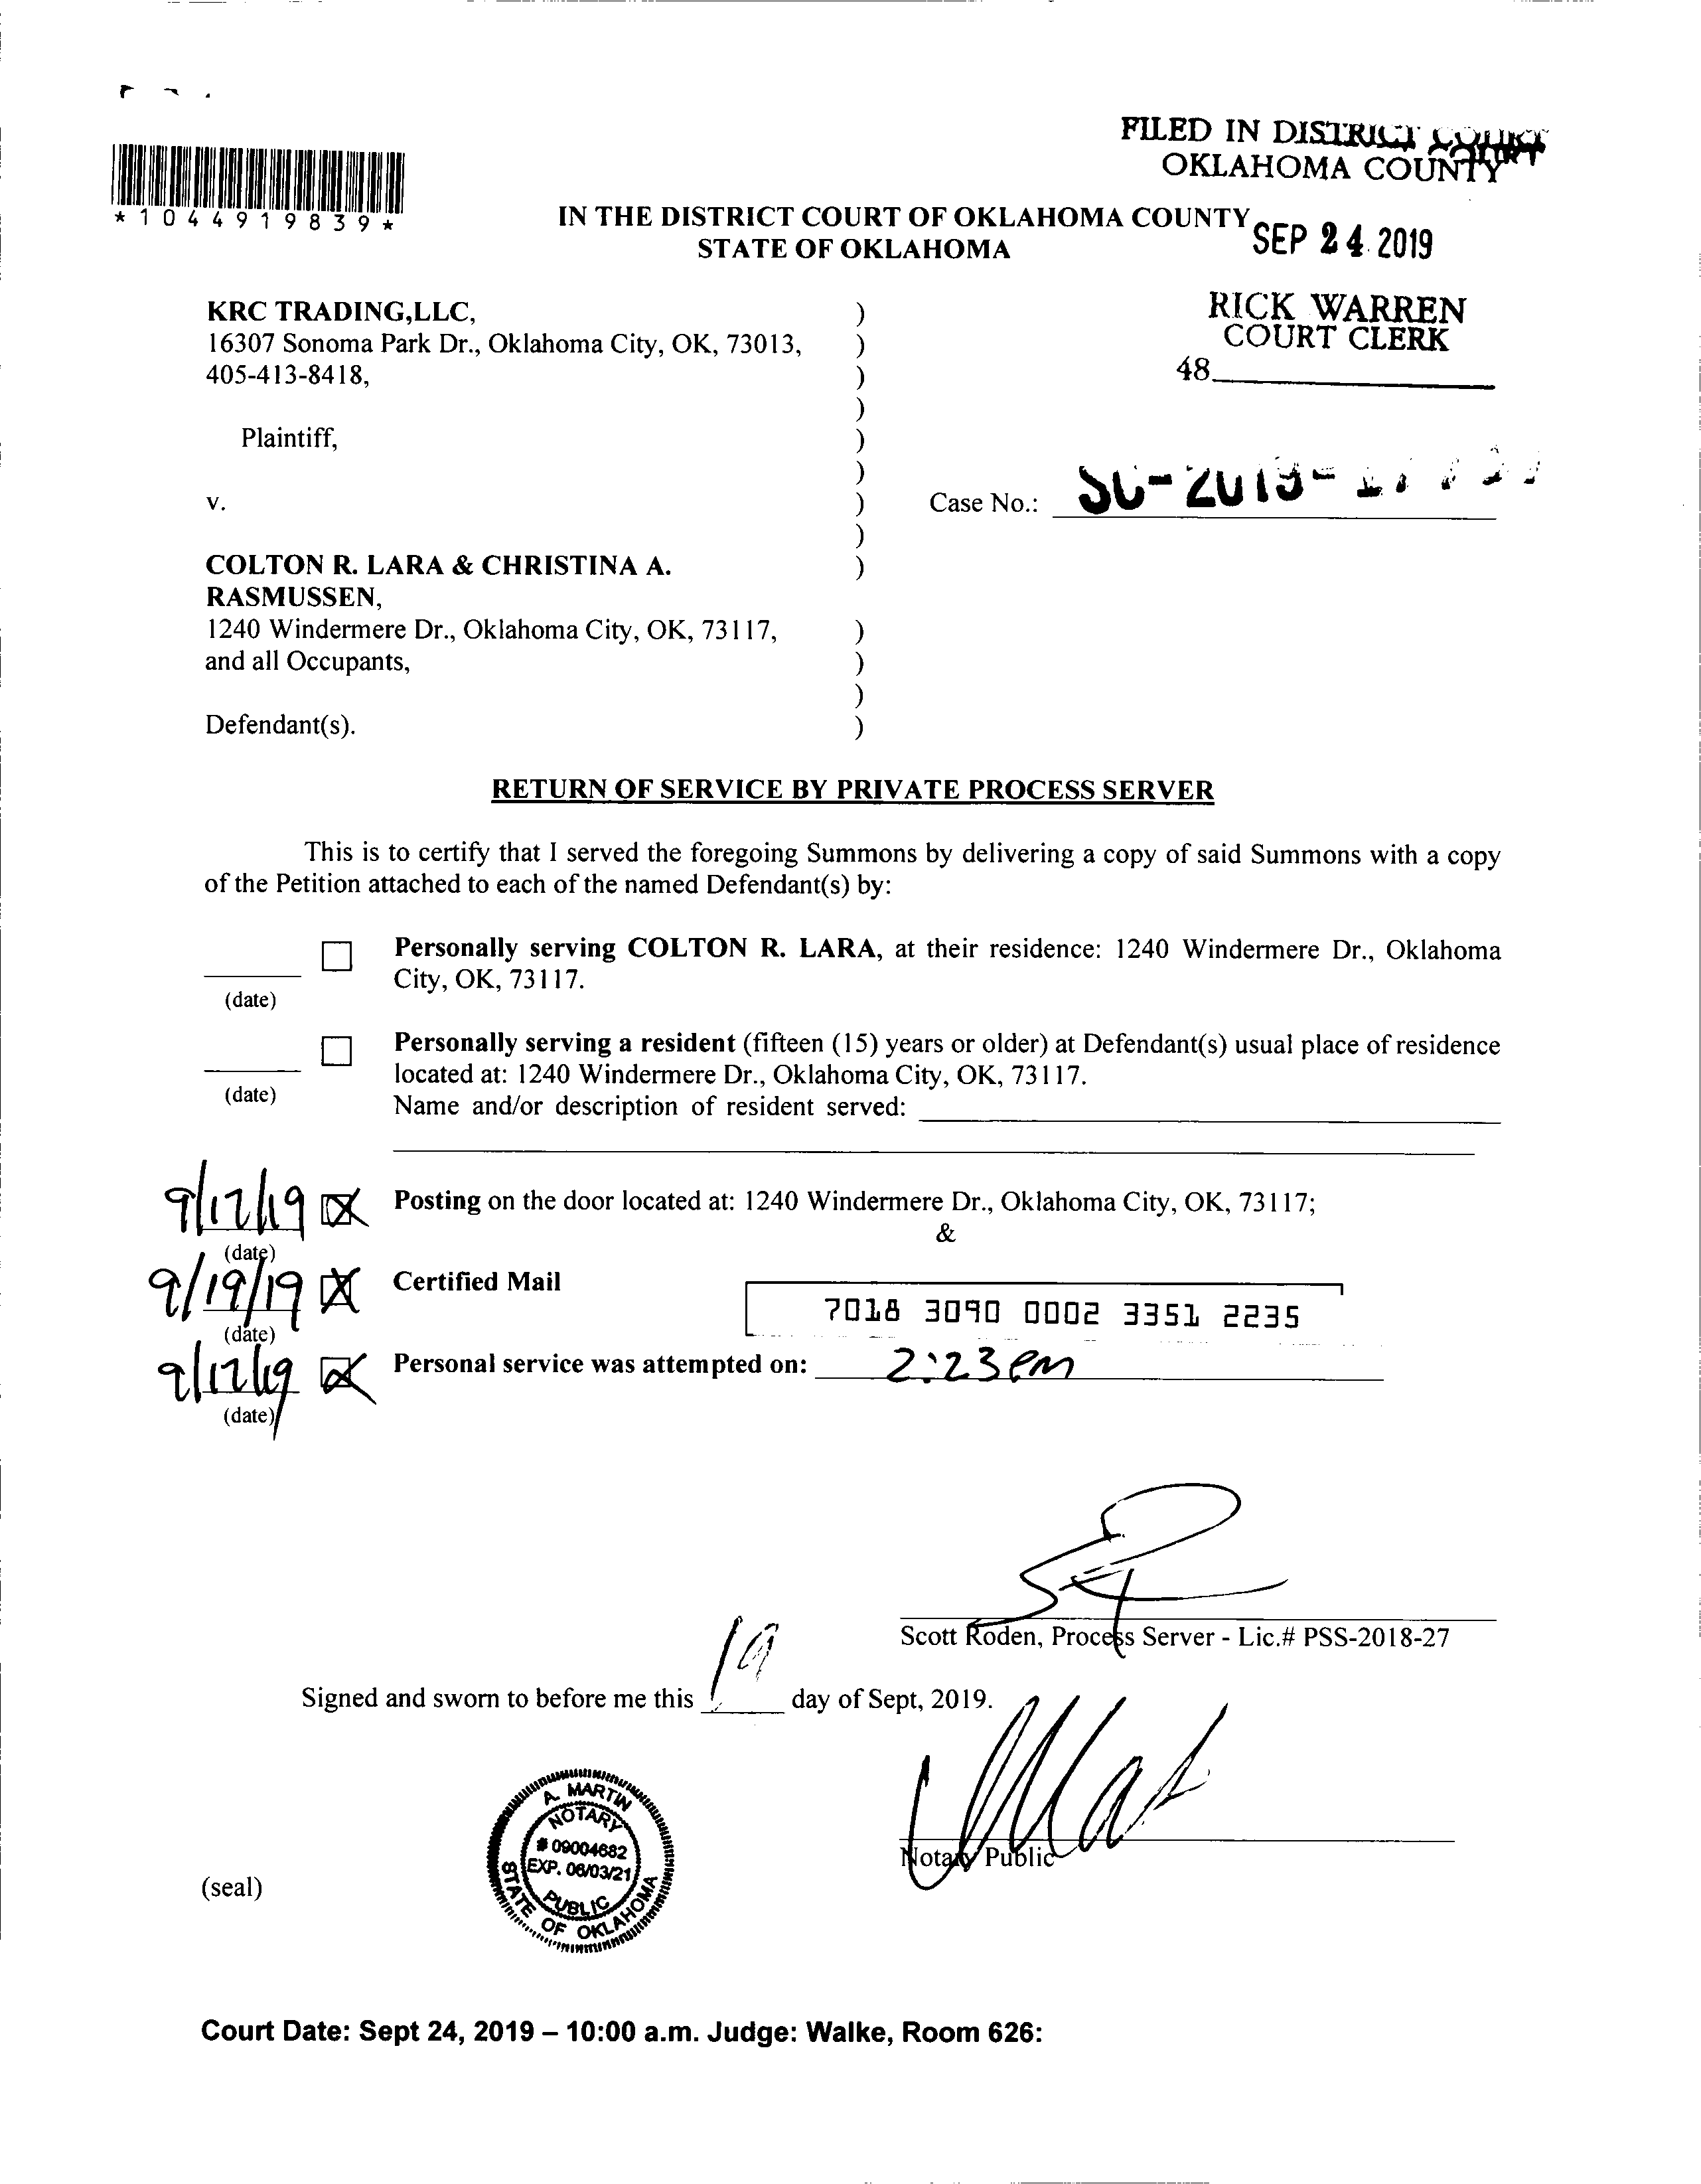 FILED IN DISTRICT COURT
OKLAHOMA COUNTY
*1044919839*
IN THE DISTRICT COURT OF OKLAHOMA COUNTY
STATE OF OKLAHOMA
SEP 24 2019
KRC TRADING,LLC, )
16307 Sonoma Park Dr., Oklahoma City, OK, 73013, )
405-413-8418, )
)
Plaintiff, )
)
v. )
)
COLTON R. LARA & CHRISTINA A. )
RASMUSSEN,
1240 Windermere Dr., Oklahoma City, OK, 73117, )
and all Occupants, )
)
Defendant(s). )
RICK WARREN
COURT CLERK
48
Case No.: SC-2019-
RETURN OF SERVICE BY PRIVATE PROCESS SERVER
This is to certify that I served the foregoing Summons by delivering a copy of said Summons with a copy
of the Petition attached to each of the named Defendant(s) by:
Personally serving COLTON R. LARA, at their residence: 1240 Windermere Dr., Oklahoma
City, OK, 73117.
(date)
Personally serving a resident (fifteen (15) years or older) at Defendant(s) usual place of residence
located at: 1240 Windermere Dr., Oklahoma City, OK, 73117.
(date)
Name and/or description of resident served:
9/17/19 Posting on the door located at: 1240 Windermere Dr., Oklahoma City, OK, 73117;
&
(date)
9/19/19 Certified Mail
7018 3090 0002 3351 2235
(date)
9/17/19 Personal service was attempted on: 2:23 pm
(date)
Scott Roden, Process Server - Lic.# PSS-2018-27
Signed and sworn to before me this 19 day of Sept, 2019.
A. MARTIN
NOTARY
# 09004682
EXP. 06/03/21
PUBLIC
STATE OF OKLAHOMA
Notary Public
(seal)
Court Date: Sept 24, 2019 – 10:00 a.m. Judge: Walke, Room 626: